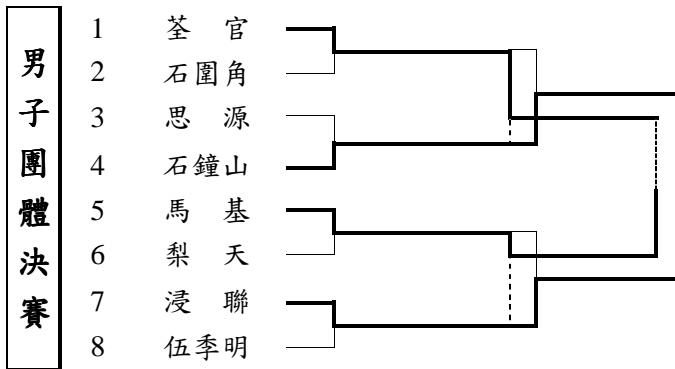 男子團體決賽
1 荃 官
2 石圍角
3 思 源
4 石鐘山
5 馬 基
6 梨 天
7 浸 聯
8 伍季明